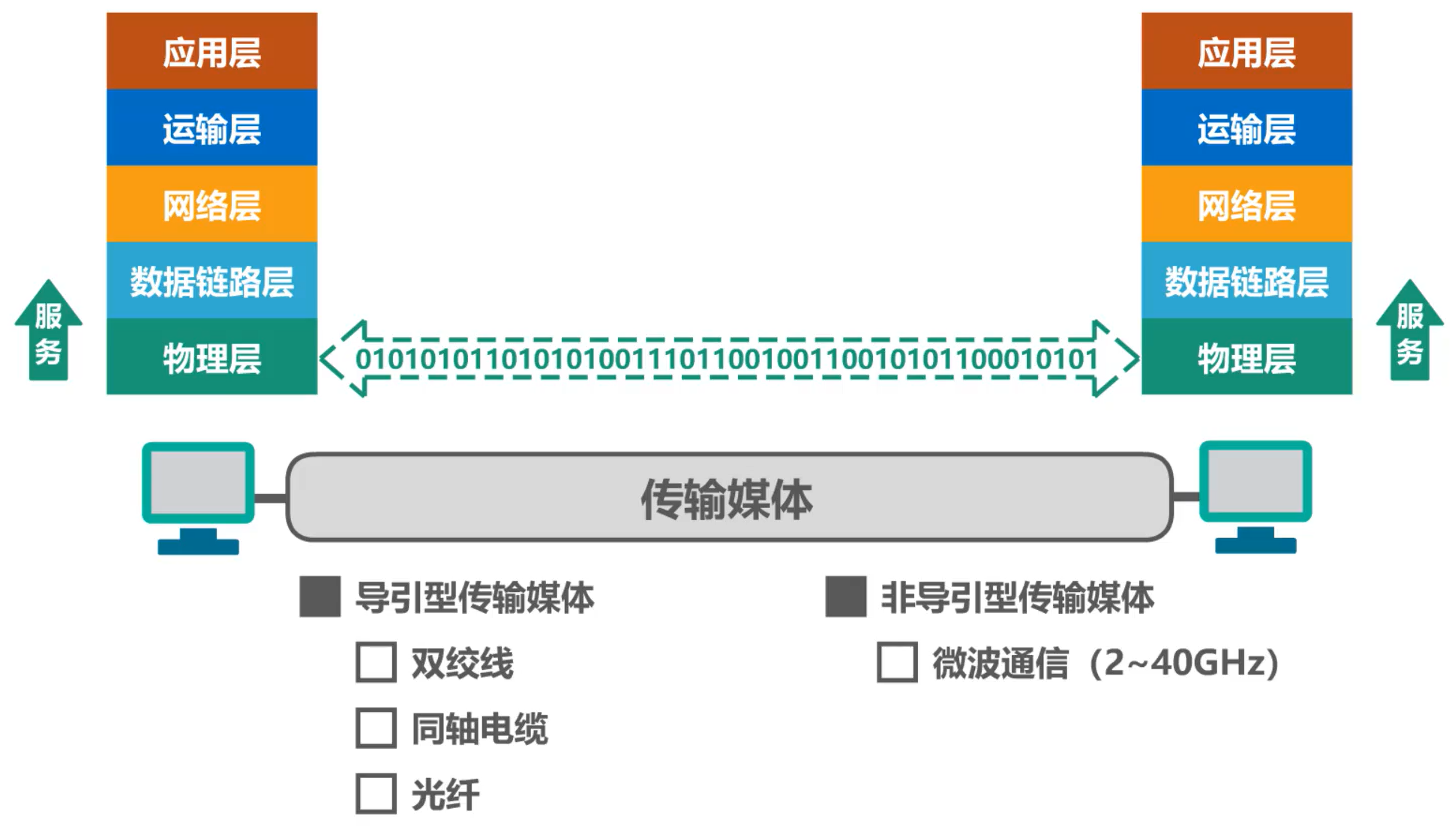 应用层
运输层
网络层
数据链路层
物理层
服务
010101011010101001110110010011001010110001010101
应用层
运输层
网络层
数据链路层
物理层
服务
传输媒体
导引型传输媒体
双绞线
同轴电缆
光纤
非导引型传输媒体
微波通信（2~40GHz）